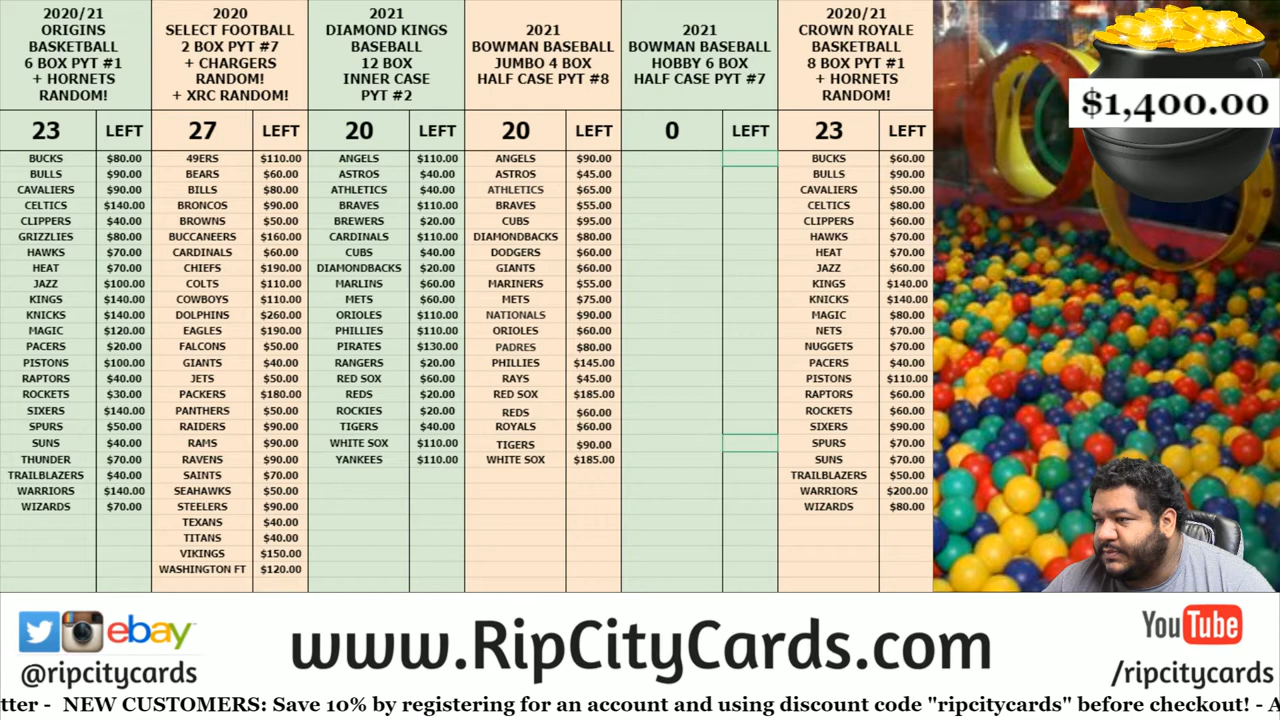 2020/21
ORIGINS
BASKETBALL
6 BOX PYT #1
+ HORNETS
RANDOM!
23 LEFT
BUCKS $80.00
BULLS $90.00
CAVALIERS $90.00
CELTICS $140.00
CLIPPERS $40.00
GRIZZLIES $80.00
HAWKS $70.00
HEAT $70.00
JAZZ $100.00
KINGS $140.00
KNICKS $140.00
MAGIC $120.00
PACERS $20.00
PISTONS $100.00
RAPTORS $40.00
ROCKETS $30.00
SIXERS $140.00
SPURS $50.00
SUNS $40.00
THUNDER $70.00
TRAILBLAZERS $40.00
WARRIORS $140.00
WIZARDS $70.00
2020
SELECT FOOTBALL
2 BOX PYT #7
+ CHARGERS
RANDOM!
+ XRC RANDOM!
27 LEFT
49ERS $110.00
BEARS $60.00
BILLS $80.00
BRONCOS $90.00
BROWNS $50.00
BUCCANEERS $160.00
CARDINALS $60.00
CHIEFS $190.00
COLTS $110.00
COWBOYS $110.00
DOLPHINS $260.00
EAGLES $190.00
FALCONS $50.00
GIANTS $40.00
JETS $50.00
PACKERS $180.00
PANTHERS $50.00
RAIDERS $90.00
RAMS $90.00
RAVENS $90.00
SAINTS $70.00
SEAHAWKS $50.00
STEELERS $90.00
TEXANS $40.00
TITANS $40.00
VIKINGS $150.00
WASHINGTON FT $120.00
2021
DIAMOND KINGS
BASEBALL
12 BOX
INNER CASE
PYT #2
20 LEFT
ANGELS $110.00
ASTROS $40.00
ATHLETICS $40.00
BRAVES $110.00
BREWERS $20.00
CARDINALS $110.00
CUBS $40.00
DIAMONDBACKS $20.00
MARLINS $60.00
METS $60.00
ORIOLES $110.00
PHILLIES $110.00
PIRATES $130.00
RANGERS $20.00
RED SOX $60.00
REDS $20.00
ROCKIES $20.00
TIGERS $40.00
WHITE SOX $110.00
YANKEES $110.00
2021
BOWMAN BASEBALL
JUMBO 4 BOX
HALF CASE PYT #8
20 LEFT
ANGELS $90.00
ASTROS $45.00
ATHLETICS $65.00
BRAVES $55.00
CUBS $95.00
DIAMONDBACKS $80.00
DODGERS $60.00
GIANTS $60.00
MARINERS $55.00
METS $75.00
NATIONALS $90.00
ORIOLES $60.00
PADRES $80.00
PHILLIES $145.00
RAYS $45.00
RED SOX $185.00
REDS $60.00
ROYALS $60.00
TIGERS $90.00
WHITE SOX $185.00
2021
BOWMAN BASEBALL
HOBBY 6 BOX
HALF CASE PYT #7
0 LEFT
2020/21
CROWN ROYALE
BASKETBALL
8 BOX PYT #1
+ HORNETS
RANDOM!
23 LEFT
BUCKS $60.00
BULLS $90.00
CAVALIERS $50.00
CELTICS $80.00
CLIPPERS $60.00
HAWKS $70.00
HEAT $70.00
JAZZ $60.00
KINGS $140.00
KNICKS $140.00
MAGIC $80.00
NETS $70.00
NUGGETS $70.00
PACERS $40.00
PISTONS $110.00
RAPTORS $60.00
ROCKETS $60.00
SIXERS $90.00
SPURS $70.00
SUNS $70.00
TRAILBLAZERS $50.00
WARRIORS $200.00
WIZARDS $80.00
$1,400.00
ebay
@ripcitycards
www.RipCityCards.com
YouTube
/ripcitycards
tter - NEW CUSTOMERS: Save 10% by registering for an account and using discount code "ripcitycards" before checkout! - A